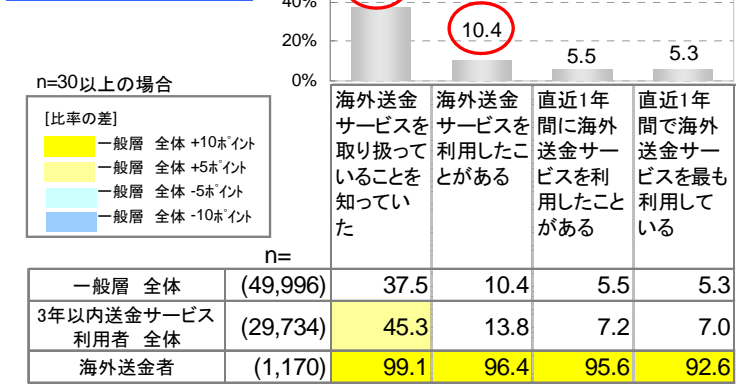 40%
20%
0%
10.4
5.5
5.3
n=30以上の場合
[比率の差]
一般層 全体 +10ﾎﾟｲﾝﾄ
一般層 全体 +5ﾎﾟｲﾝﾄ
一般層 全体 -5ﾎﾟｲﾝﾄ
一般層 全体 -10ﾎﾟｲﾝﾄ
海外送金
サービスを
取り扱って
いることを
知ってい
た
海外送金
サービスを
利用したこ
とがある
直近1年
間に海外
送金サー
ビスを利
用したこと
がある
直近1年
間で海外
送金サー
ビスを最も
利用して
いる
n=
一般層 全体 (49,996) 37.5 10.4 5.5 5.3
3年以内送金サービス
利用者 全体 (29,734) 45.3 13.8 7.2 7.0
海外送金者 (1,170) 99.1 96.4 95.6 92.6